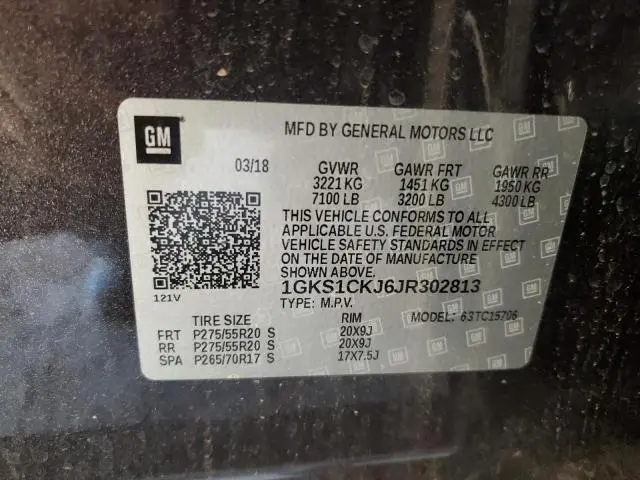 GM
MFD BY GENERAL MOTORS LLC
03/18 GVWR GAWR FRT GAWR RR
3221 KG 1451 KG 1950 KG
7100 LB 3200 LB 4300 LB
THIS VEHICLE CONFORMS TO ALL
APPLICABLE U.S. FEDERAL MOTOR
VEHICLE SAFETY STANDARDS IN EFFECT
ON THE DATE OF MANUFACTURE
SHOWN ABOVE.
121V
1GKS1CKJ6JR302813
TYPE: M.P.V. MODEL: 63TC15706
TIRE SIZE RIM
FRT P275/55R20 S 20X9J
RR P275/55R20 S 20X9J
SPA P265/70R17 S 17X7.5J